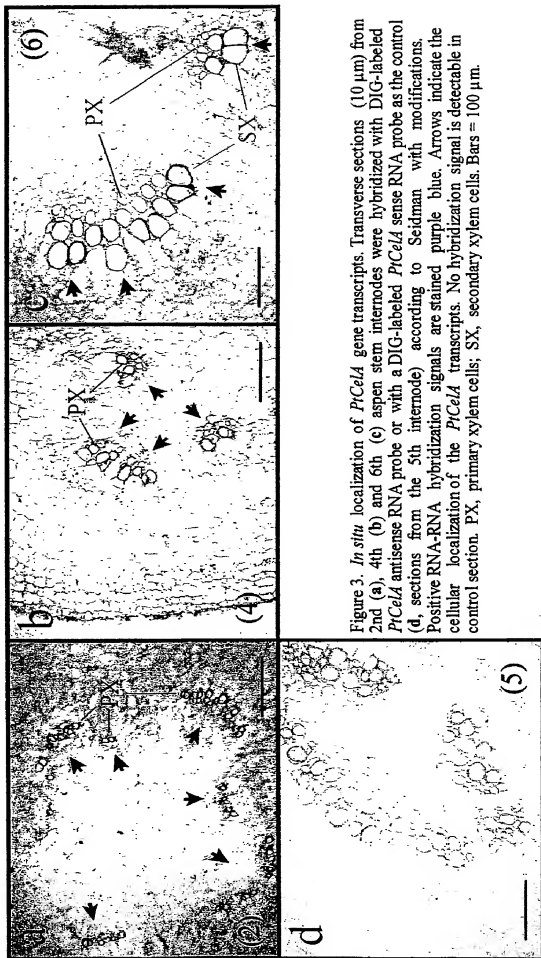 a
PX
(2)
b
PX
(4)
c
PX
SX
(6)
d
(5)
Figure 3. In situ localization of PtCelA gene transcripts. Transverse sections (10 μm) from
2nd (a), 4th (b) and 6th (c) aspen stem internodes were hybridized with DIG-labeled
PtCelA antisense RNA probe or with a DIG-labeled PtCelA sense RNA probe as the control
(d, sections from the 5th internode) according to Seidman with modifications.
Positive RNA-RNA hybridization signals are stained purple blue. Arrows indicate the
cellular localization of the PtCelA transcripts. No hybridization signal is detectable in
control section. PX, primary xylem cells; SX, secondary xylem cells. Bars = 100 μm.